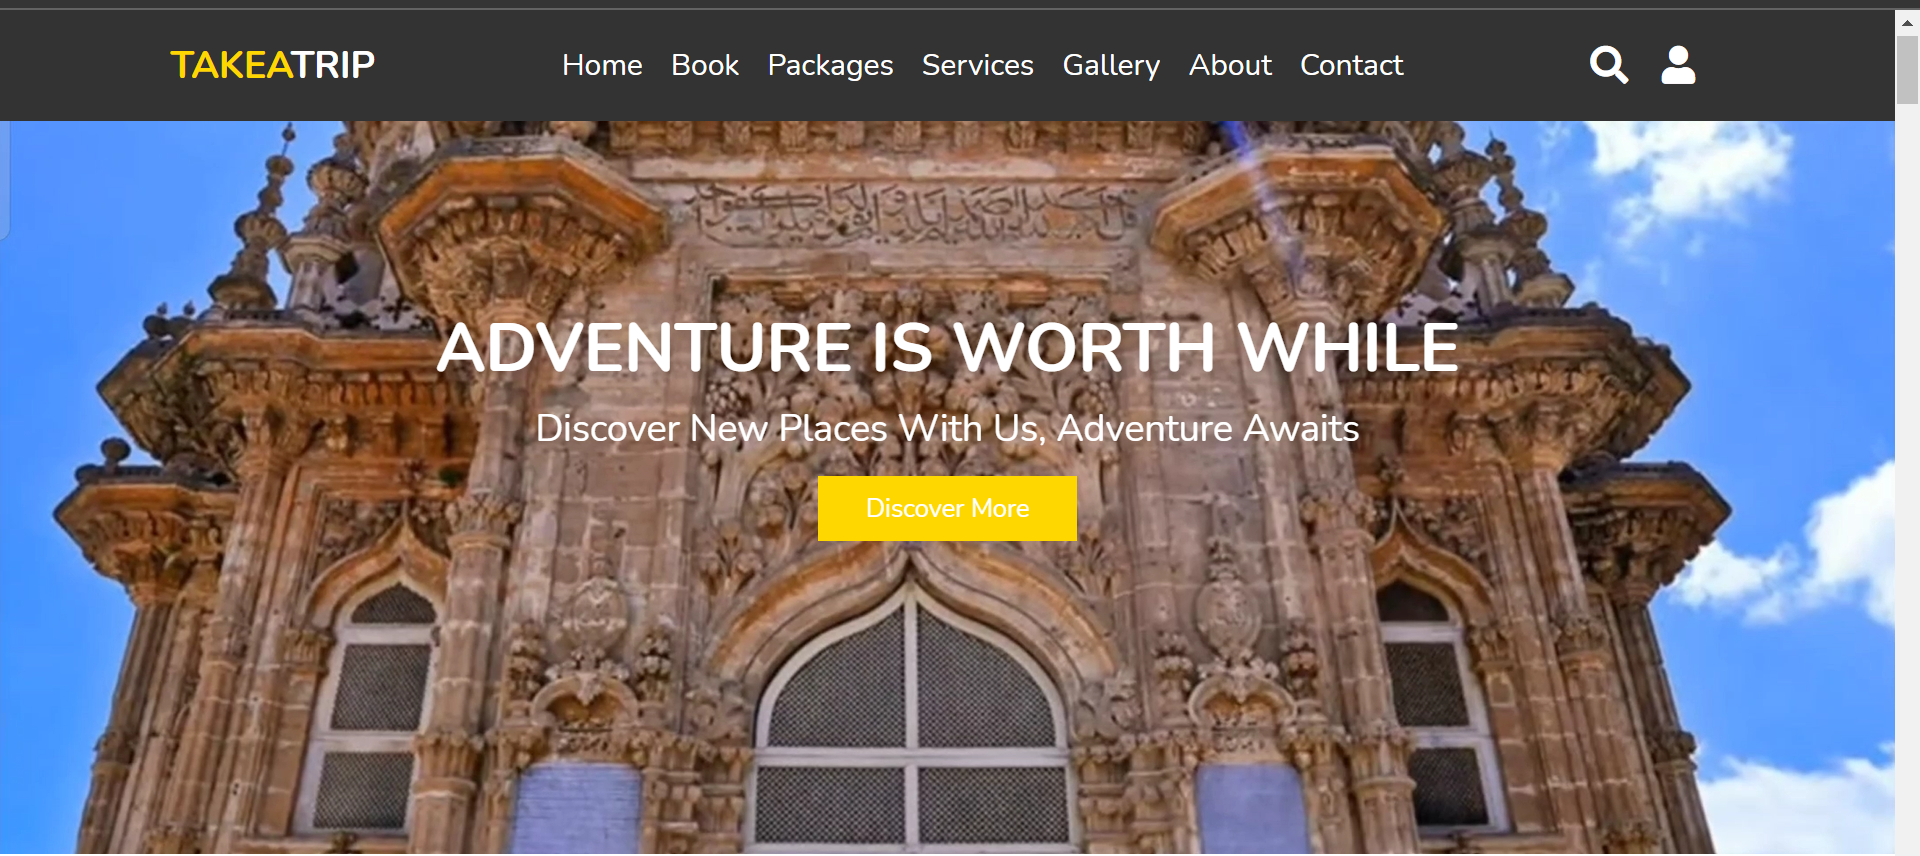 TAKEATRIP
Home Book Packages Services Gallery About Contact
ADVENTURE IS WORTH WHILE
Discover New Places With Us, Adventure Awaits
Discover More